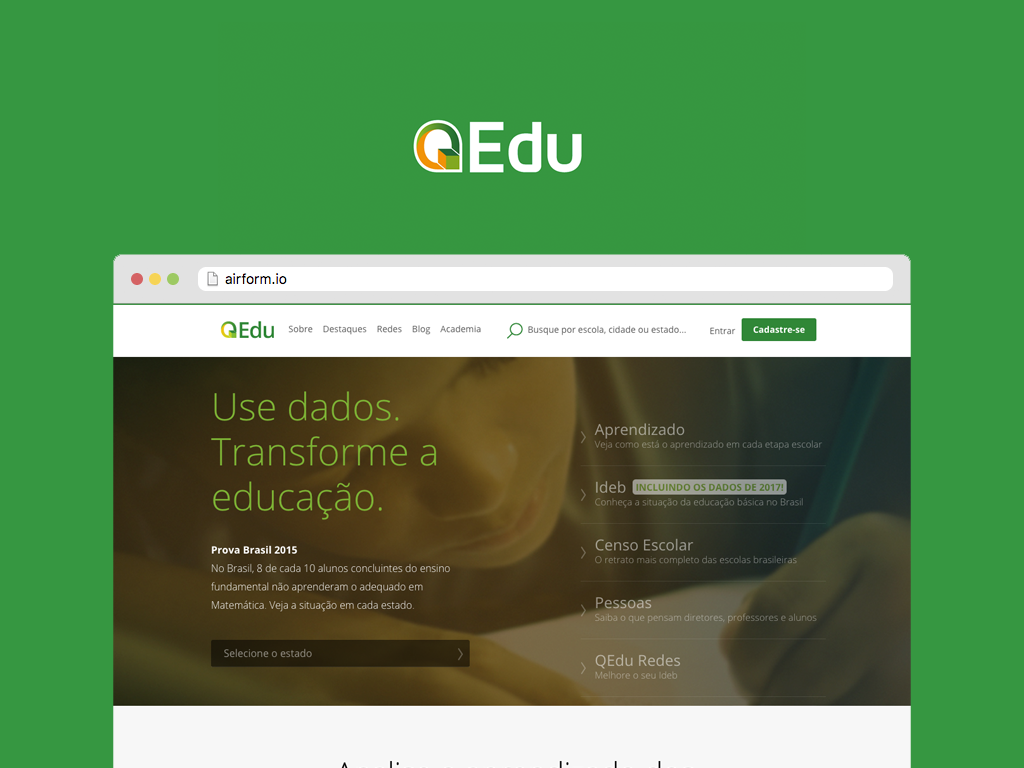 QEdu
airform.io
QEdu Sobre Destaques Redes Blog Academia Busque por escola, cidade ou estado... Entrar Cadastre-se
Use dados.
Transforme a
educação.
Prova Brasil 2015
No Brasil, 8 de cada 10 alunos concluintes do ensino
fundamental não aprenderam o adequado em
Matemática. Veja a situação em cada estado.
Selecione o estado
Aprendizado
Veja como está o aprendizado em cada etapa escolar
Ideb INCLUINDO OS DADOS DE 2017!
Conheça a situação da educação básica no Brasil
Censo Escolar
O retrato mais completo das escolas brasileiras
Pessoas
Saiba o que pensam diretores, professores e alunos
QEdu Redes
Melhore o seu Ideb